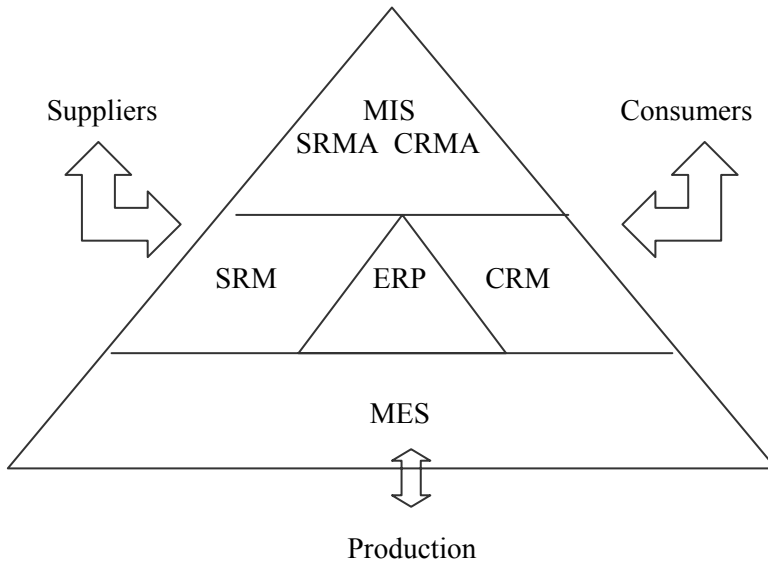 Suppliers
Consumers
MIS
SRMA CRMA
SRM
ERP
CRM
MES
Production